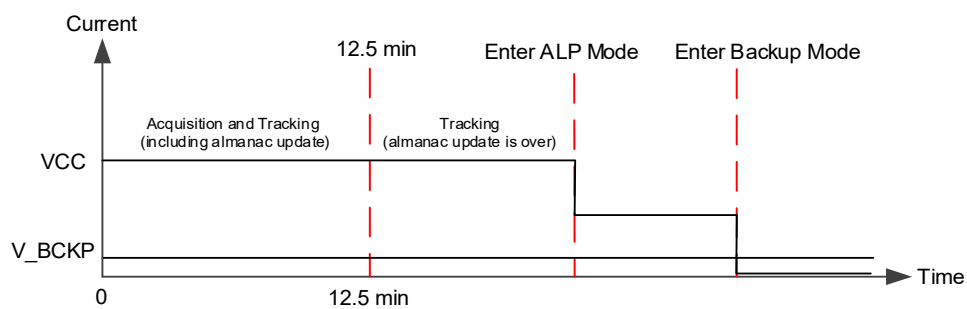 Current
12.5 min
Enter ALP Mode
Enter Backup Mode
Acquisition and Tracking
(including almanac update)
Tracking
(almanac update is over)
VCC
V_BCKP
Time
0
12.5 min